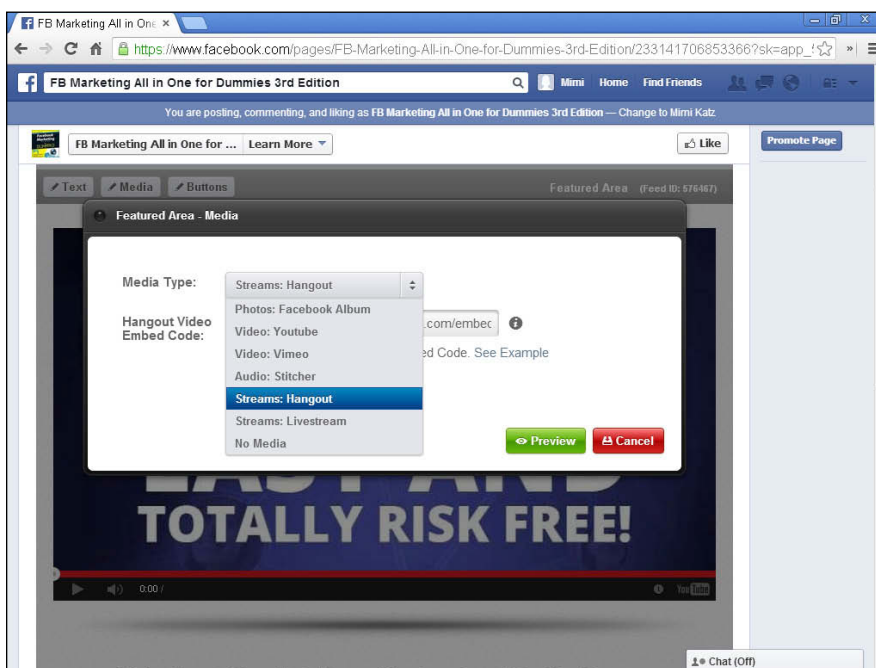 FB Marketing All in One
https://www.facebook.com/pages/FB-Marketing-All-in-One-for-Dummies-3rd-Edition/233141706853366?sk=app_
FB Marketing All in One for Dummies 3rd Edition
Mimi Home Find Friends
You are posting, commenting, and liking as FB Marketing All in One for Dummies 3rd Edition — Change to Mimi Katz
FB Marketing All in One for ... Learn More Like Promote Page
Text Media Buttons Featured Area (Feed ID: 576467)
Featured Area - Media
Media Type: Streams: Hangout
Photos: Facebook Album
Hangout Video Embed Code: .com/embec
Video: Youtube
Video: Vimeo ed Code. See Example
Audio: Stitcher
Streams: Hangout
Streams: Livestream
No Media
Preview Cancel
EASY AND
TOTALLY RISK FREE!
0:00 / YouTube
Chat (Off)